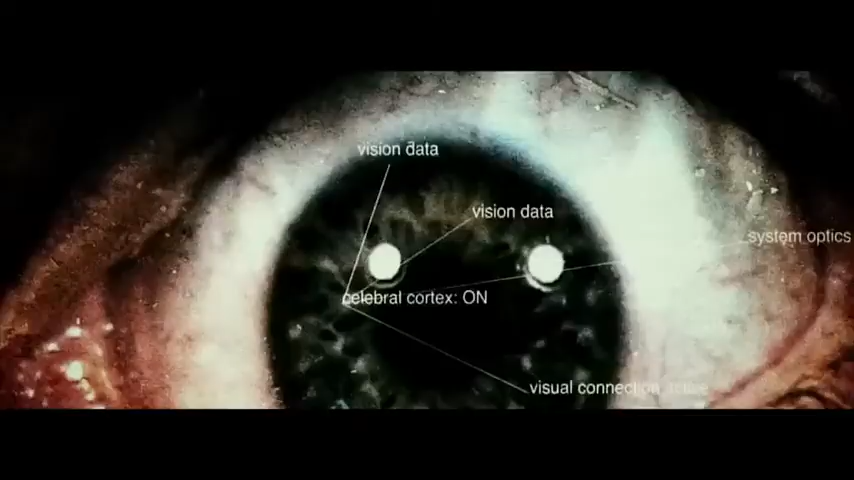 vision data
vision data
system optics
celebral cortex: ON
visual connection